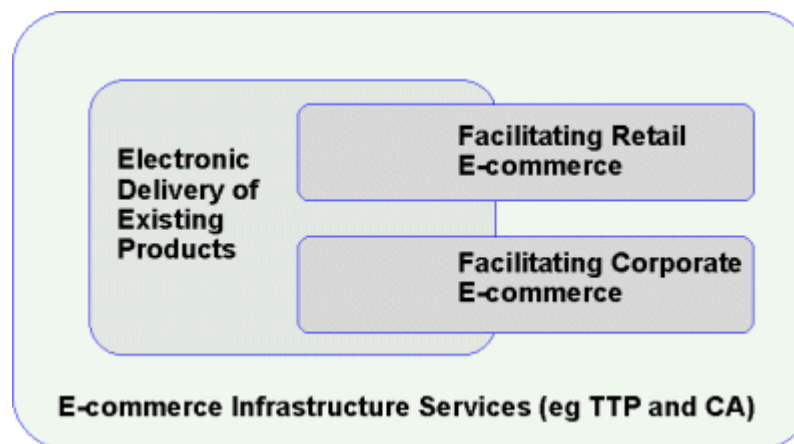 Electronic
Delivery of
Existing
Products
Facilitating Retail
E-commerce
Facilitating Corporate
E-commerce
E-commerce Infrastructure Services (eg TTP and CA)